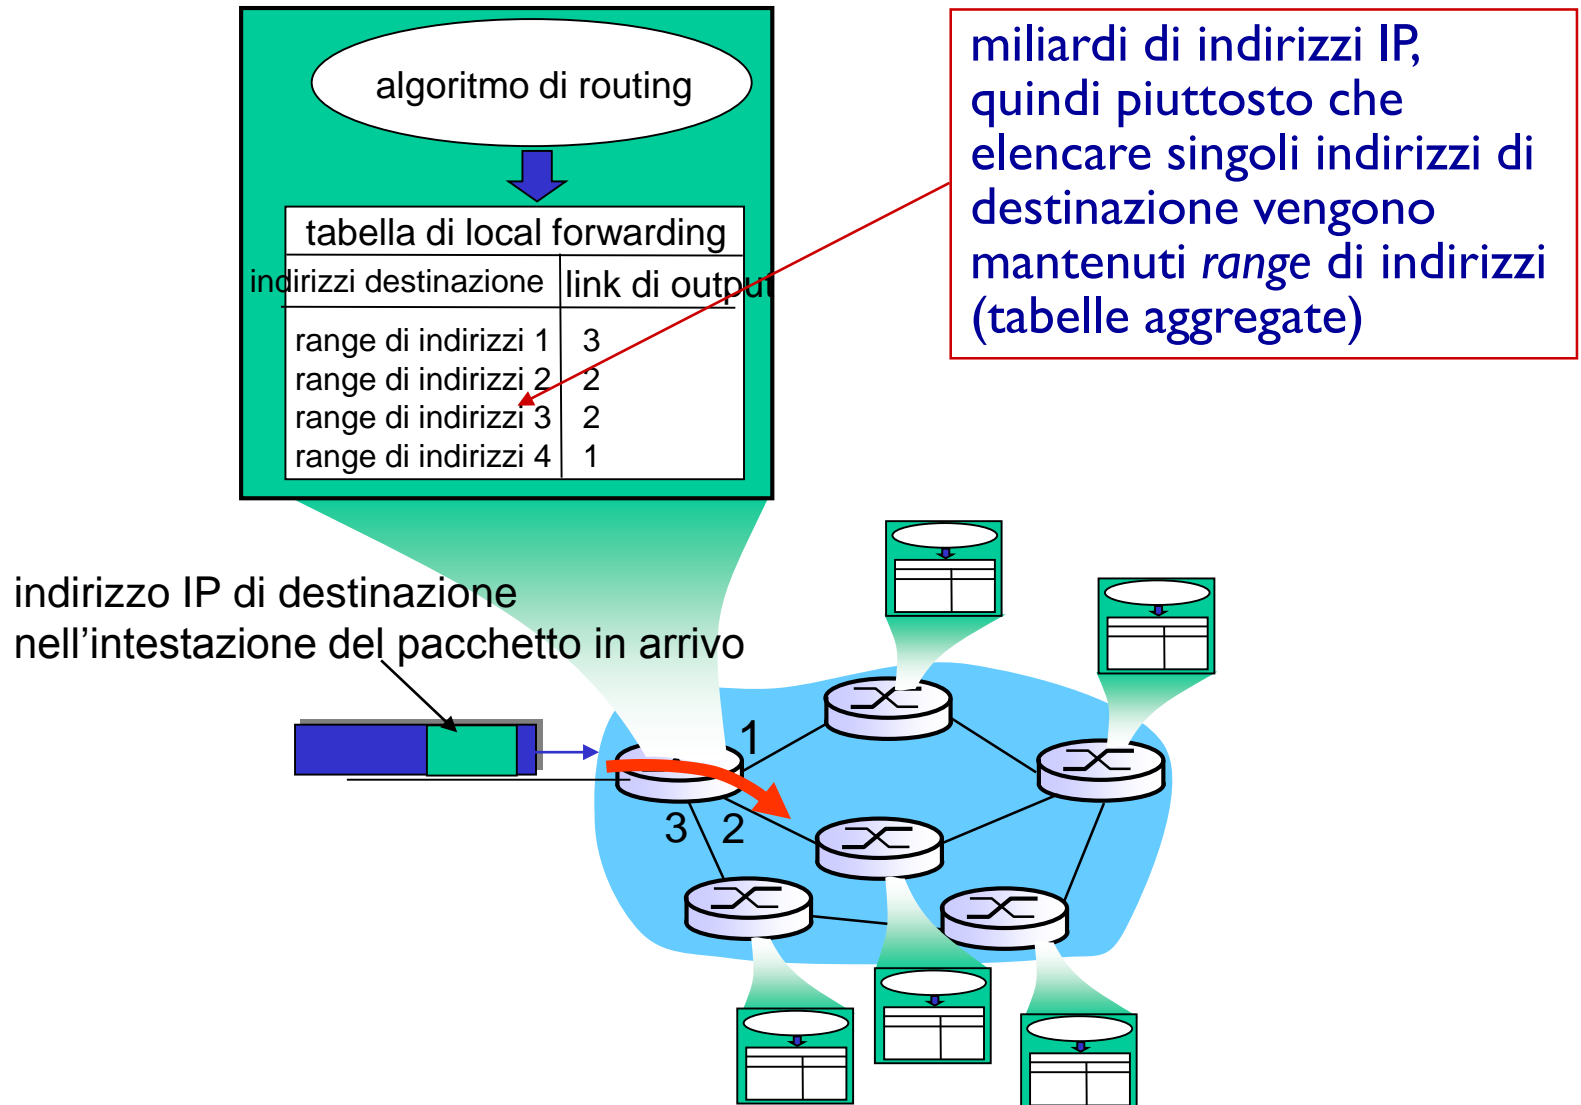 algoritmo di routing
tabella di local forwarding
indirizzi destinazione link di output
range di indirizzi 1 3
range di indirizzi 2 2
range di indirizzi 3 2
range di indirizzi 4 1
miliardi di indirizzi IP,
quindi piuttosto che
elencare singoli indirizzi di
destinazione vengono
mantenuti range di indirizzi
(tabelle aggregate)
indirizzo IP di destinazione
nell’intestazione del pacchetto in arrivo
1
3 2